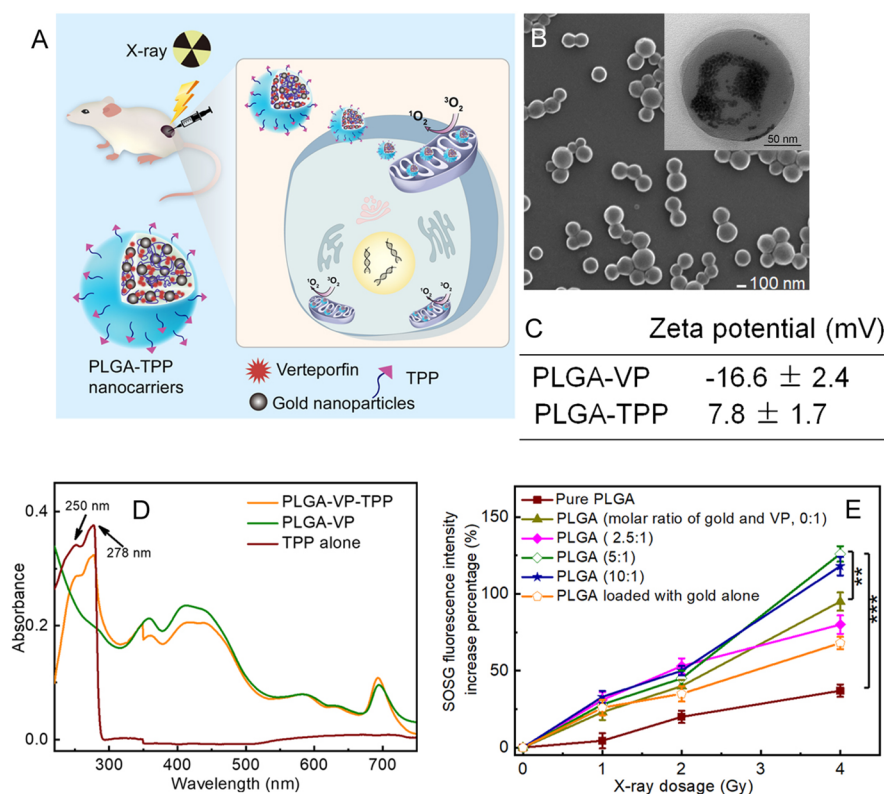 A
X-ray
¹O₂
³O₂
PLGA-TPP
nanocarriers
¹O₂
³O₂
¹O₂
³O₂
Verteporfin
TPP
Gold nanoparticles
B
50 nm
100 nm
C
Zeta potential (mV)
PLGA-VP
-16.6 ± 2.4
PLGA-TPP
7.8 ± 1.7
D
250 nm
278 nm
PLGA-VP-TPP
PLGA-VP
TPP alone
Absorbance
0.4
0.2
0.0
300
400
500
600
700
Wavelength (nm)
E
Pure PLGA
PLGA (molar ratio of gold and VP, 0:1)
PLGA ( 2.5:1)
PLGA (5:1)
PLGA (10:1)
PLGA loaded with gold alone
**
***
SOSG fluorescence intensity
increase percentage (%)
150
100
50
0
0
1
2
3
4
X-ray dosage (Gy)